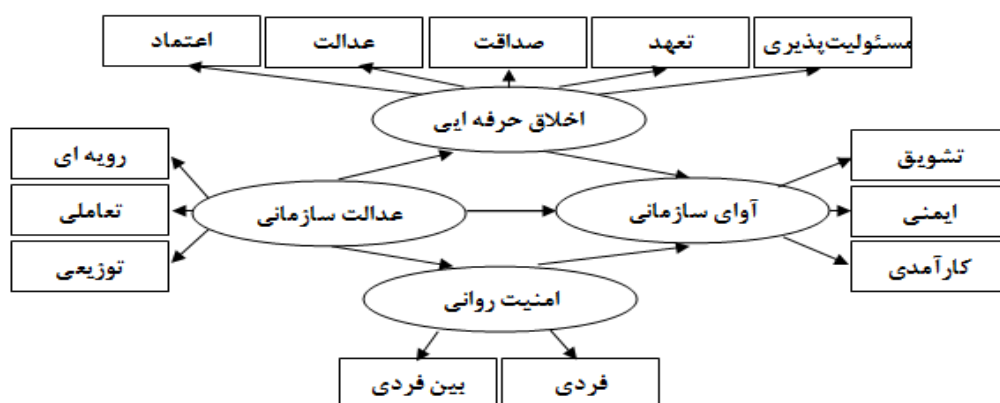 مسئولیت‌پذیری
تعهد
صداقت
عدالت
اعتماد
اخلاق حرفه ایی
تشویق
رویه ای
آوای سازمانی
عدالت سازمانی
ایمنی
تعاملی
کارآمدی
توزیعی
امنیت روانی
فردی
بین فردی